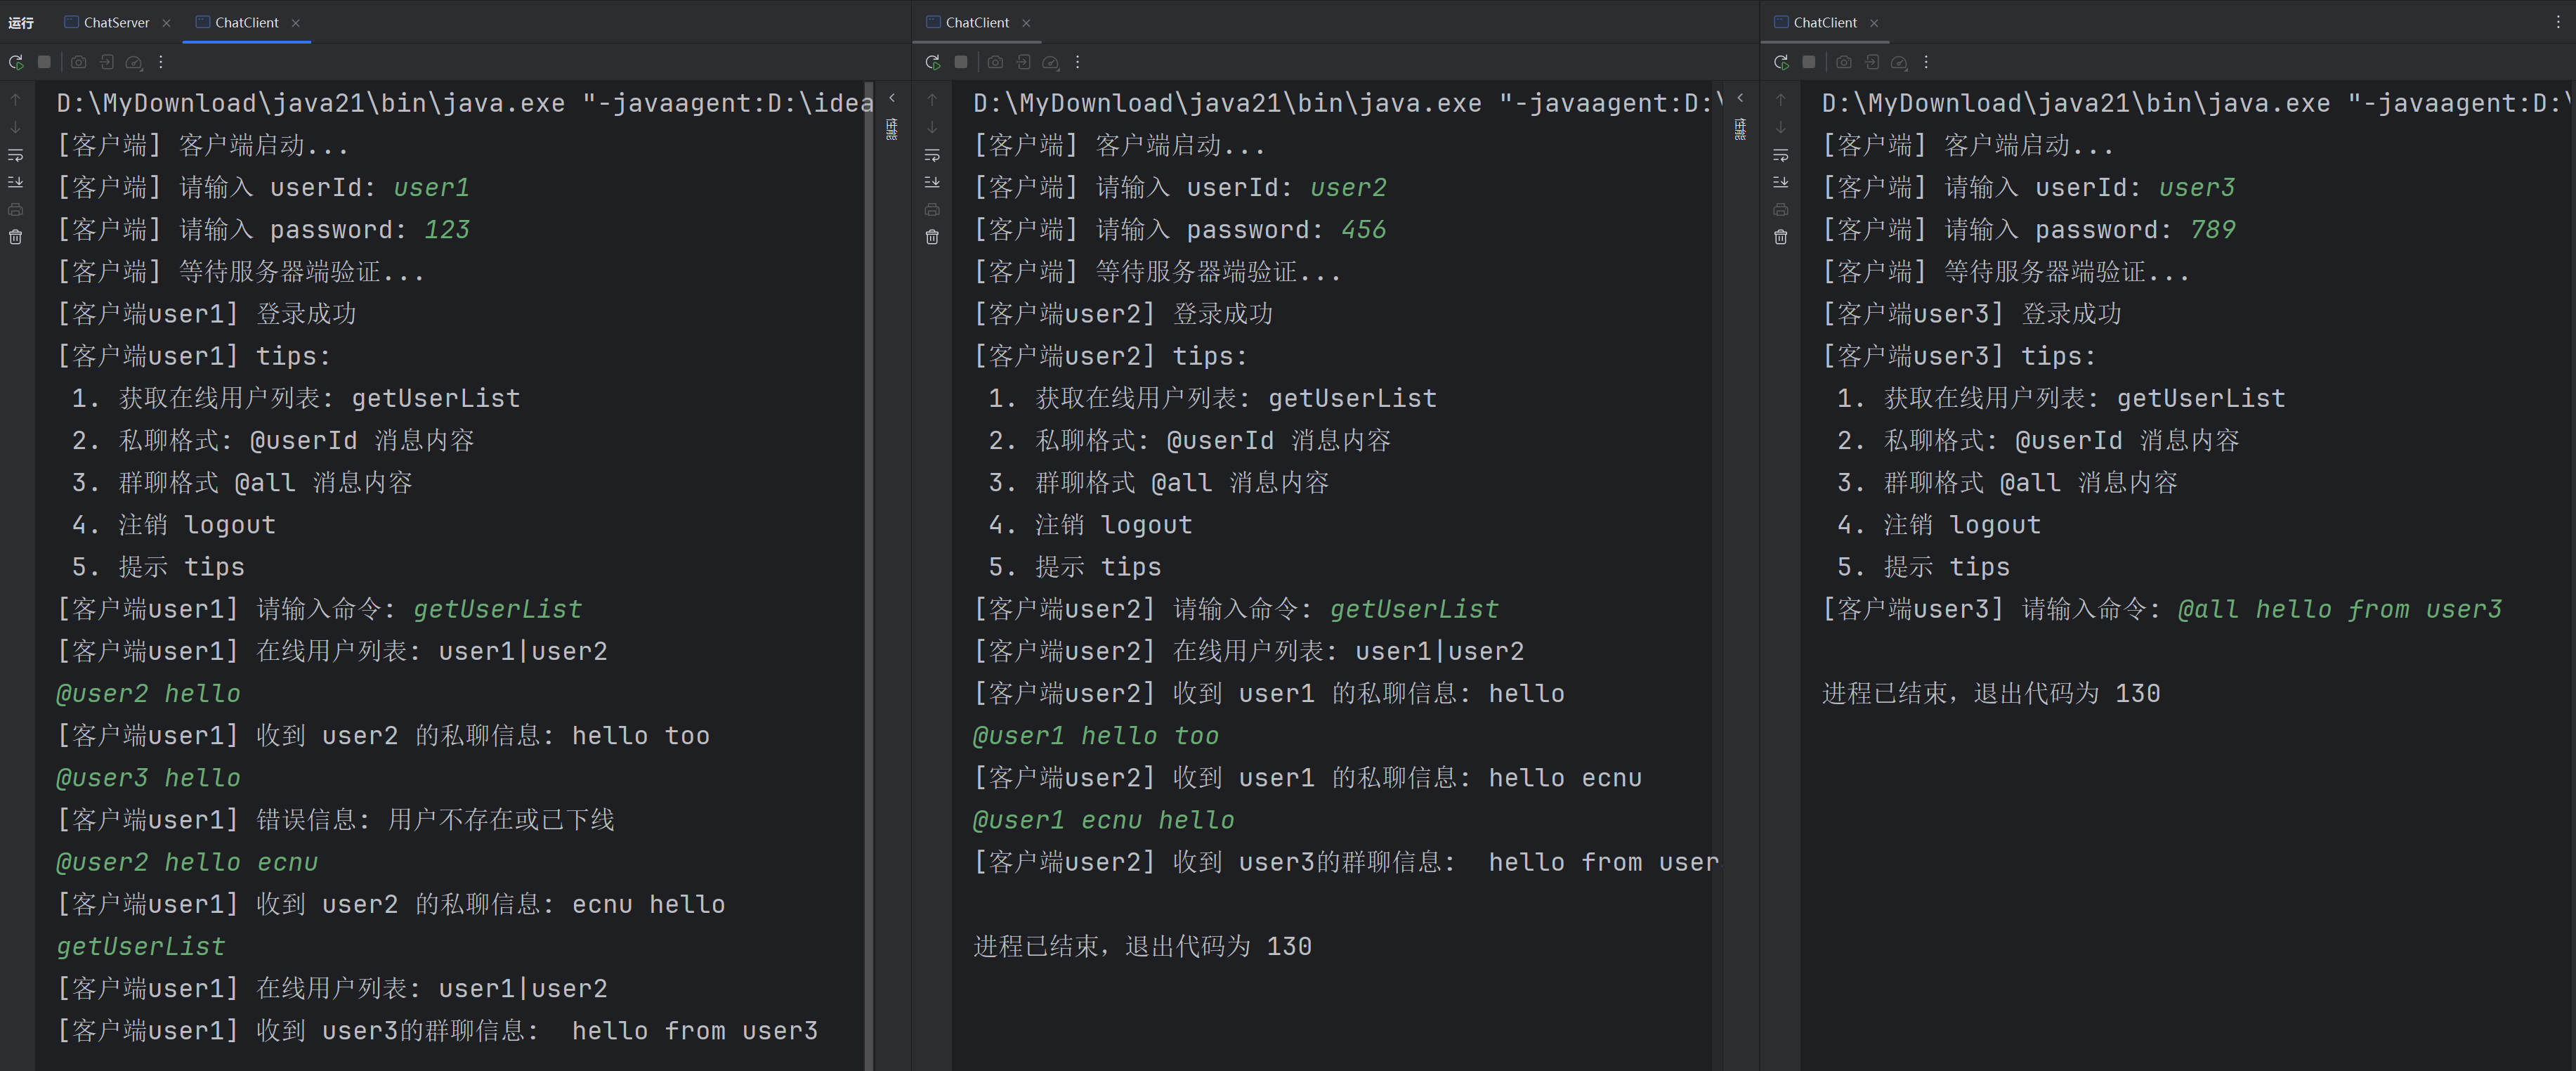 运行 ChatServer ChatClient
D:\MyDownload\java21\bin\java.exe "-javaagent:D:\idea
[客户端] 客户端启动...
[客户端] 请输入 userId: user1
[客户端] 请输入 password: 123
[客户端] 等待服务器端验证...
[客户端user1] 登录成功
[客户端user1] tips:
1. 获取在线用户列表: getUserList
2. 私聊格式: @userId 消息内容
3. 群聊格式 @all 消息内容
4. 注销 logout
5. 提示 tips
[客户端user1] 请输入命令: getUserList
[客户端user1] 在线用户列表: user1|user2
@user2 hello
[客户端user1] 收到 user2 的私聊信息: hello too
@user3 hello
[客户端user1] 错误信息: 用户不存在或已下线
@user2 hello ecnu
[客户端user1] 收到 user2 的私聊信息: ecnu hello
getUserList
[客户端user1] 在线用户列表: user1|user2
[客户端user1] 收到 user3的群聊信息:  hello from user3
性能
ChatClient
D:\MyDownload\java21\bin\java.exe "-javaagent:D:\
[客户端] 客户端启动...
[客户端] 请输入 userId: user2
[客户端] 请输入 password: 456
[客户端] 等待服务器端验证...
[客户端user2] 登录成功
[客户端user2] tips:
1. 获取在线用户列表: getUserList
2. 私聊格式: @userId 消息内容
3. 群聊格式 @all 消息内容
4. 注销 logout
5. 提示 tips
[客户端user2] 请输入命令: getUserList
[客户端user2] 在线用户列表: user1|user2
[客户端user2] 收到 user1 的私聊信息: hello
@user1 hello too
[客户端user2] 收到 user1 的私聊信息: hello ecnu
@user1 ecnu hello
[客户端user2] 收到 user3的群聊信息:  hello from user
进程已结束，退出代码为 130
性能
ChatClient
D:\MyDownload\java21\bin\java.exe "-javaagent:D:\
[客户端] 客户端启动...
[客户端] 请输入 userId: user3
[客户端] 请输入 password: 789
[客户端] 等待服务器端验证...
[客户端user3] 登录成功
[客户端user3] tips:
1. 获取在线用户列表: getUserList
2. 私聊格式: @userId 消息内容
3. 群聊格式 @all 消息内容
4. 注销 logout
5. 提示 tips
[客户端user3] 请输入命令: @all hello from user3
进程已结束，退出代码为 130